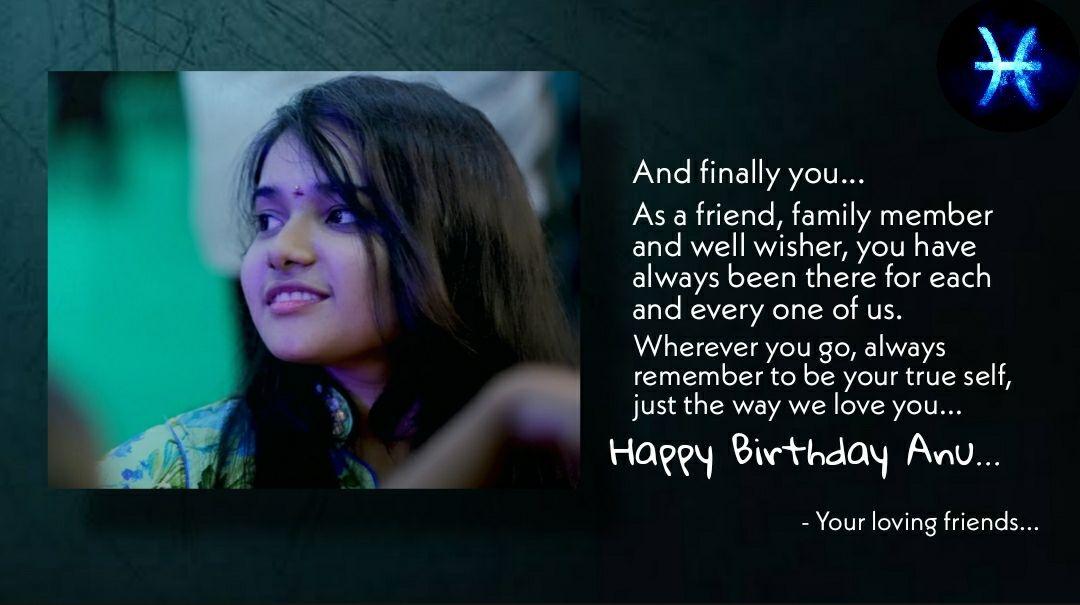 And finally you...
As a friend, family member
and well wisher, you have
always been there for each
and every one of us.
Wherever you go, always
remember to be your true self,
just the way we love you...
Happy Birthday Anu...
- Your loving friends...